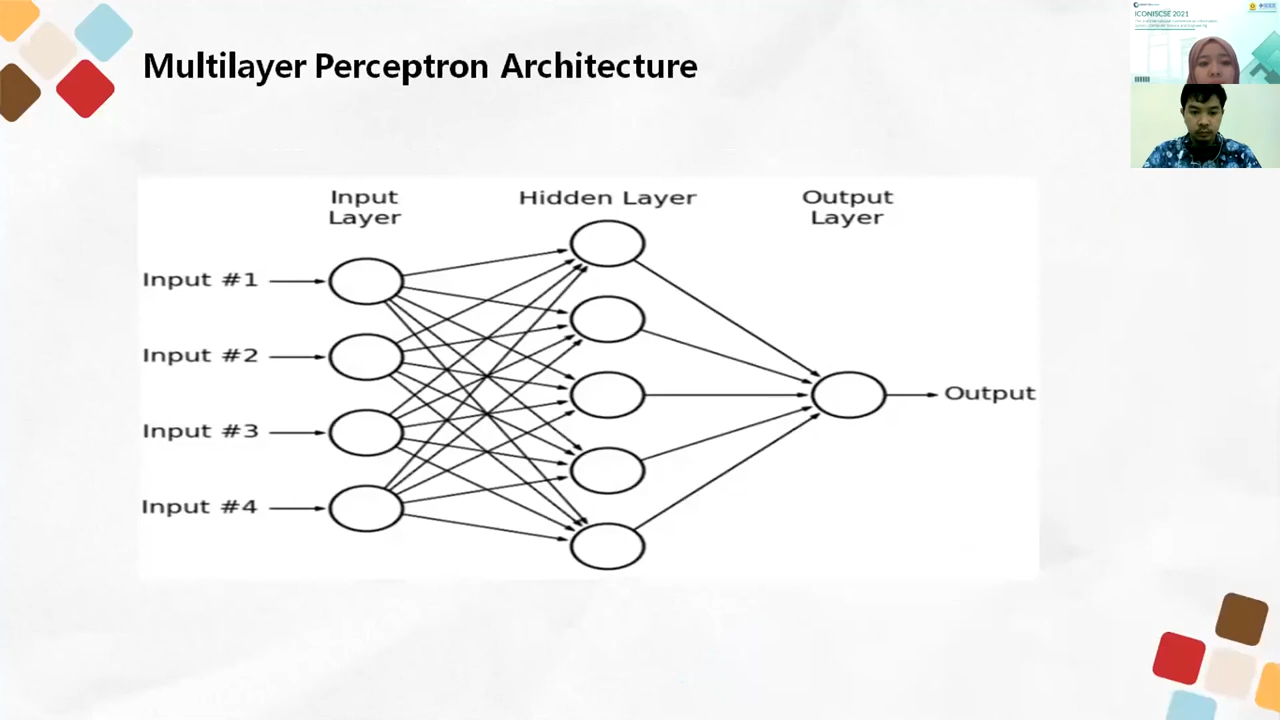 Multilayer Perceptron Architecture
ICONISCSE 2021
Input
Layer
Hidden Layer
Output
Layer
Input #1
Input #2
Input #3
Input #4
Output